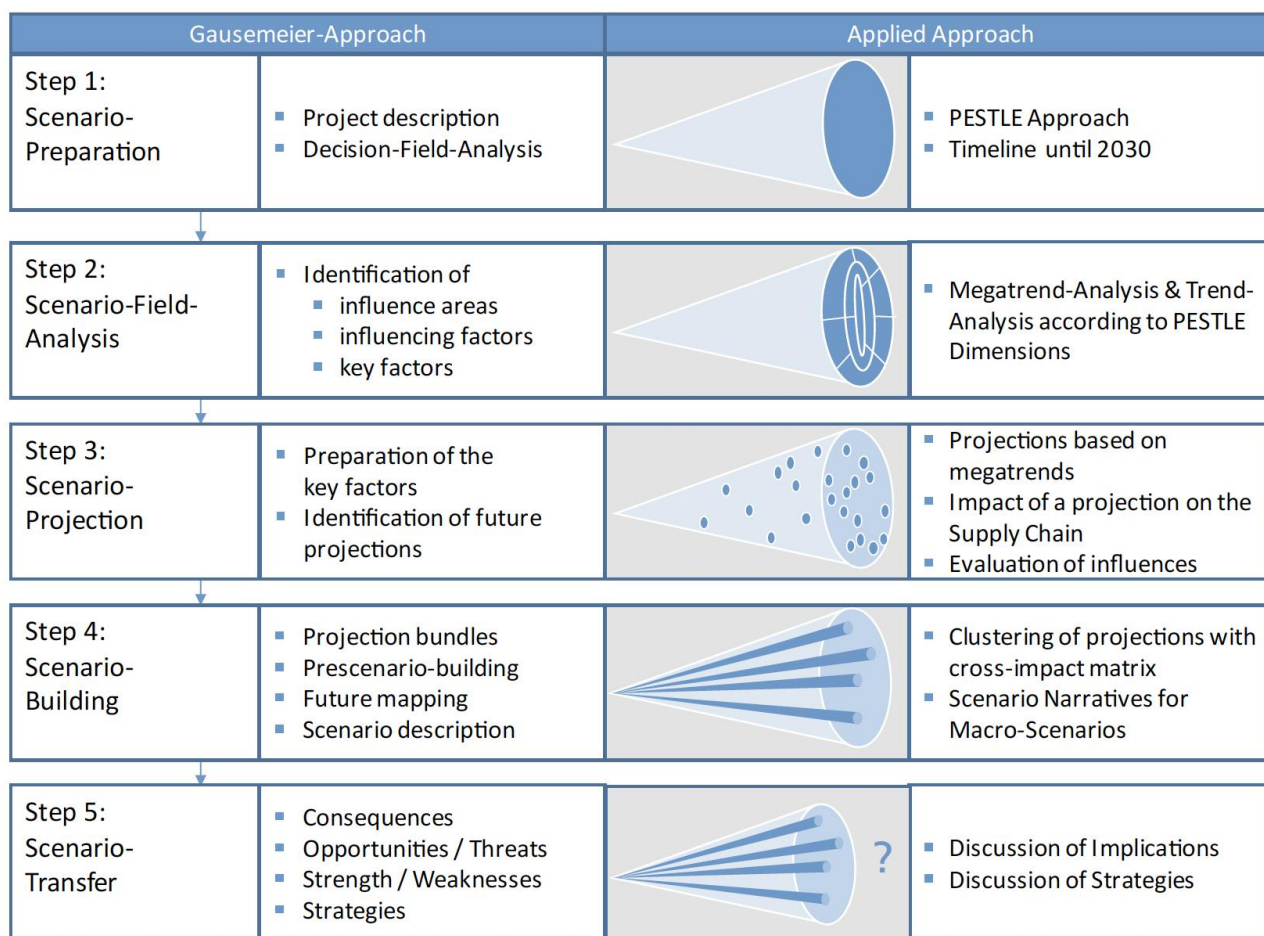 Gausemeier-Approach
Applied Approach
Step 1:
Scenario-
Preparation
▪ Project description
▪ Decision-Field-Analysis
▪ PESTLE Approach
▪ Timeline until 2030
Step 2:
Scenario-Field-
Analysis
▪ Identification of
▪ influence areas
▪ influencing factors
▪ key factors
▪ Megatrend-Analysis & Trend-
Analysis according to PESTLE
Dimensions
Step 3:
Scenario-
Projection
▪ Preparation of the
key factors
▪ Identification of future
projections
▪ Projections based on
megatrends
▪ Impact of a projection on the
Supply Chain
▪ Evaluation of influences
Step 4:
Scenario-
Building
▪ Projection bundles
▪ Prescenario-building
▪ Future mapping
▪ Scenario description
▪ Clustering of projections with
cross-impact matrix
▪ Scenario Narratives for
Macro-Scenarios
Step 5:
Scenario-
Transfer
▪ Consequences
▪ Opportunities / Threats
▪ Strength / Weaknesses
▪ Strategies
?
▪ Discussion of Implications
▪ Discussion of Strategies